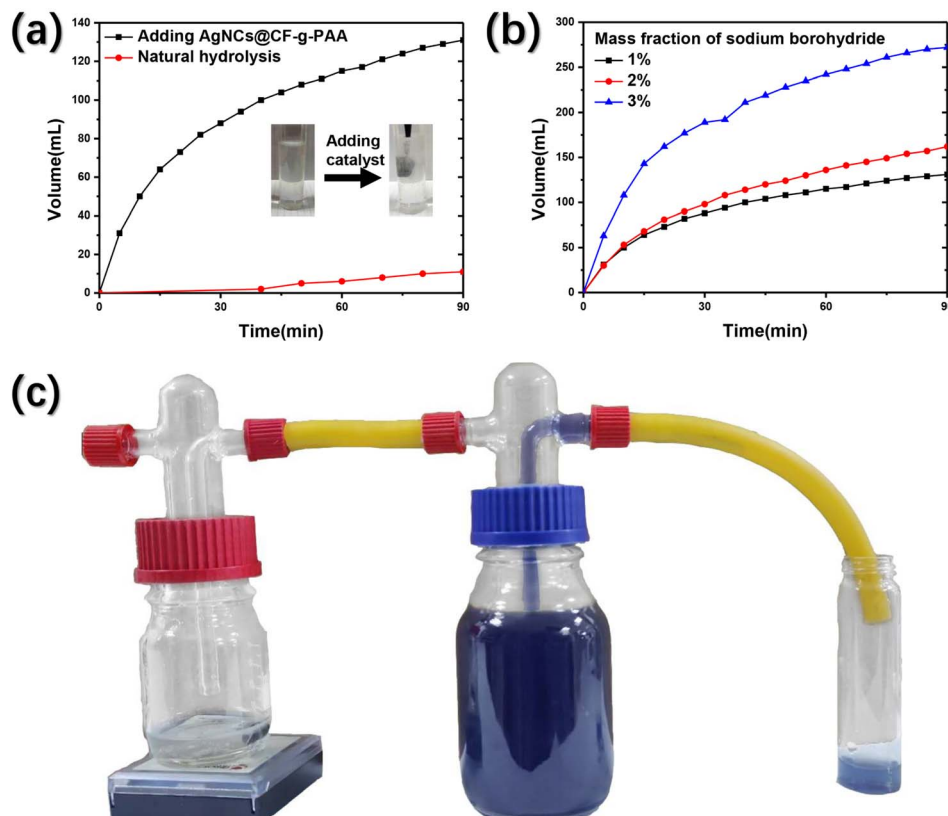 (a)
Adding AgNCs@CF-g-PAA
Natural hydrolysis
Adding
catalyst
Volume(mL)
140
120
100
80
60
40
20
0
0
30
60
90
Time(min)
(b)
Mass fraction of sodium borohydride
1%
2%
3%
Volume(mL)
300
250
200
150
100
50
0
0
30
60
90
Time(min)
(c)